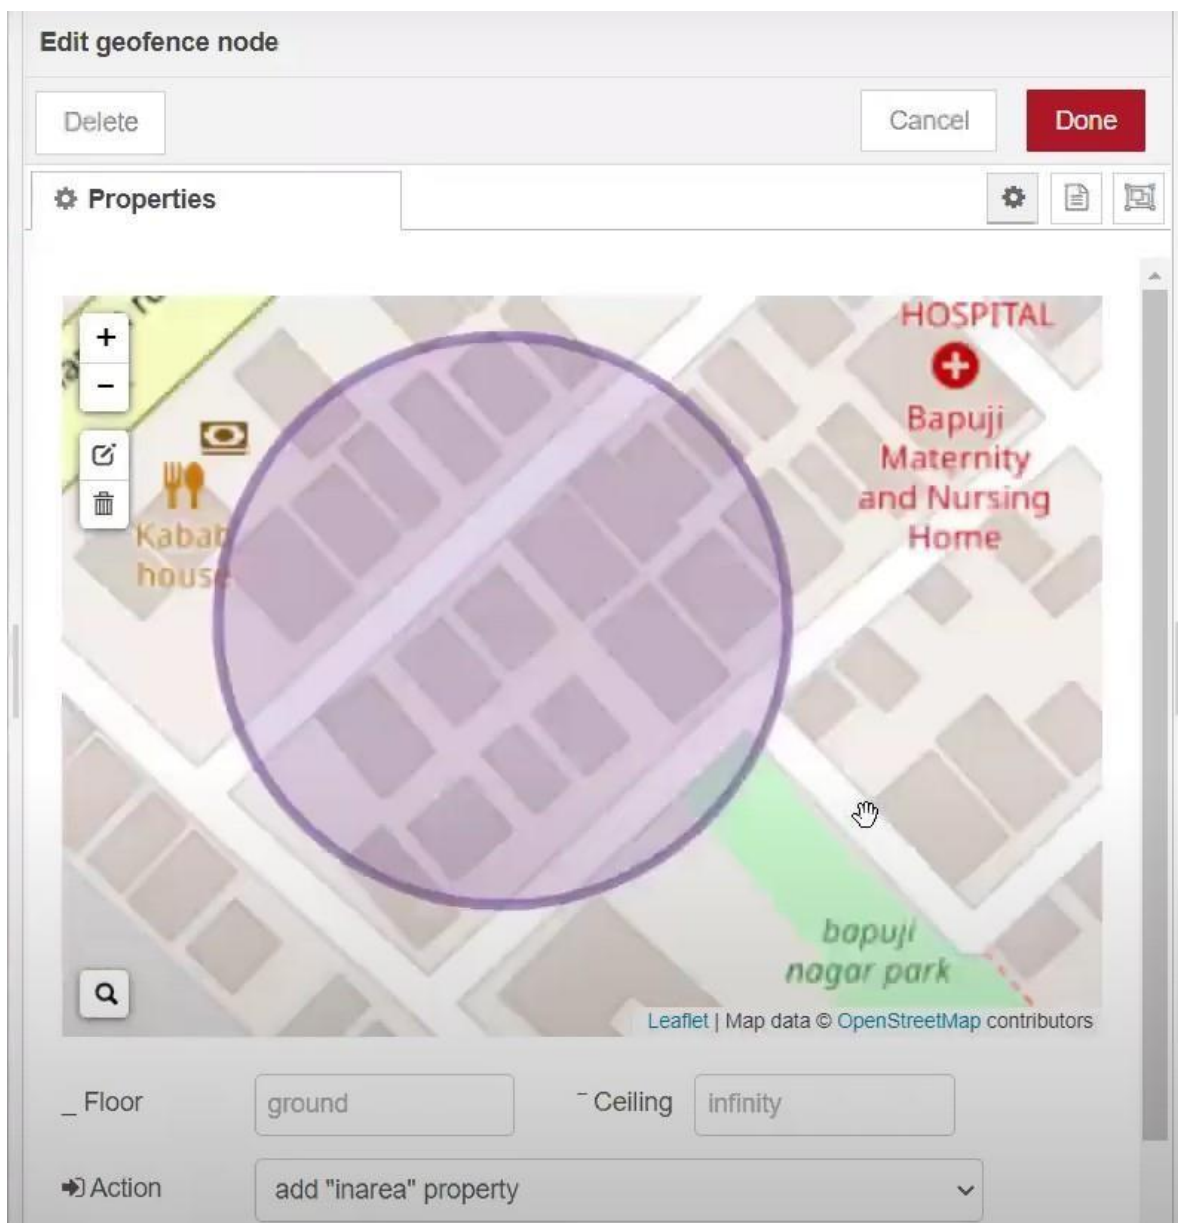 Edit geofence node
Delete
Cancel
Done
Properties
+
−
HOSPITAL
Bapuji
Maternity
and Nursing
Home
Kabab
house
bapuji
nagar park
Leaflet | Map data © OpenStreetMap contributors
_ Floor
ground
‾ Ceiling
infinity
Action
add "inarea" property